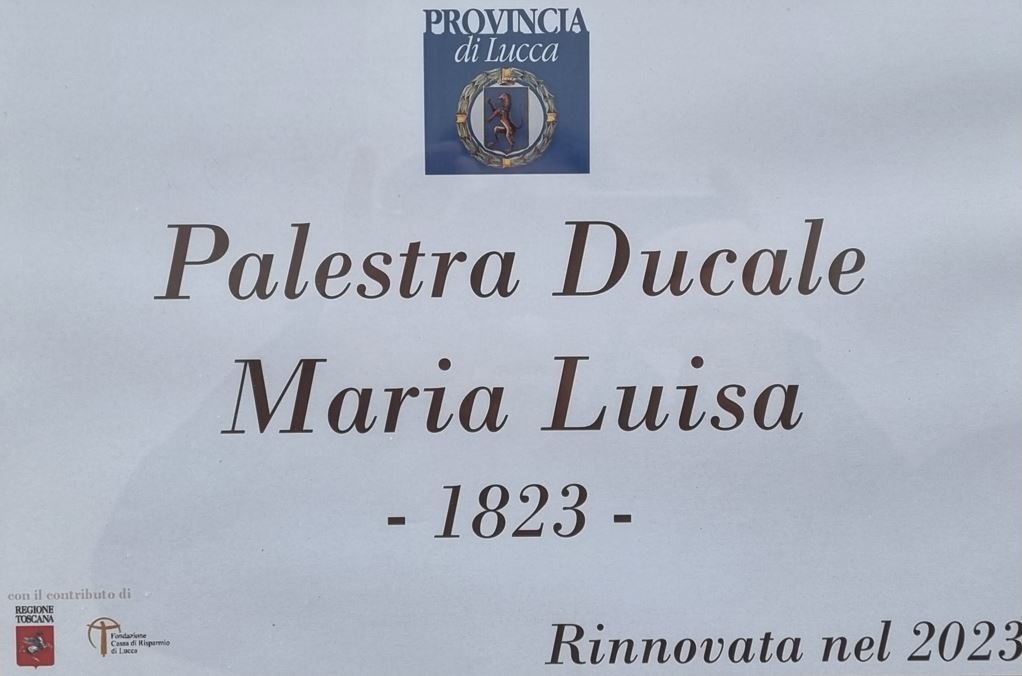 PROVINCIA
di Lucca
Palestra Ducale
Maria Luisa
- 1823 -
con il contributo di
REGIONE
TOSCANA
Fondazione
Cassa di Risparmio
di Lucca
Rinnovata nel 2023